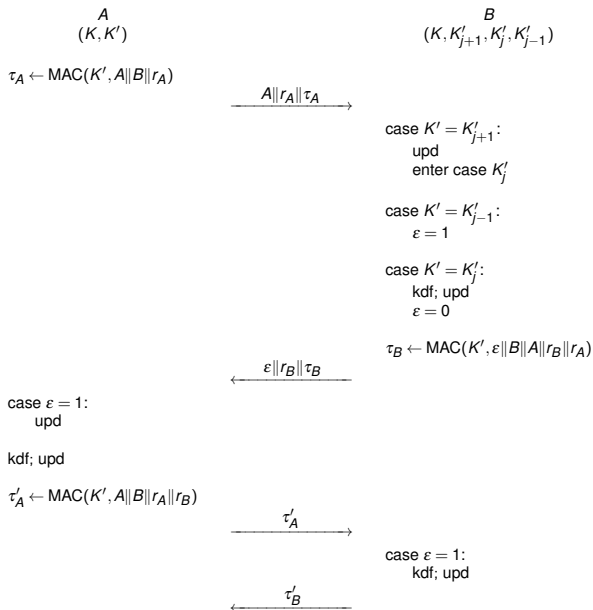 A B
(K, K′) (K, K′_{j+1}, K′_j, K′_{j−1})
τ_A ← MAC(K′, A∥B∥r_A)
A∥r_A∥τ_A
case K′ = K′_{j+1}:
upd
enter case K′_j
case K′ = K′_{j−1}:
ε = 1
case K′ = K′_j:
kdf; upd
ε = 0
τ_B ← MAC(K′, ε∥B∥A∥r_B∥r_A)
ε∥r_B∥τ_B
case ε = 1:
upd
kdf; upd
τ′_A ← MAC(K′, A∥B∥r_A∥r_B)
τ′_A
case ε = 1:
kdf; upd
τ′_B